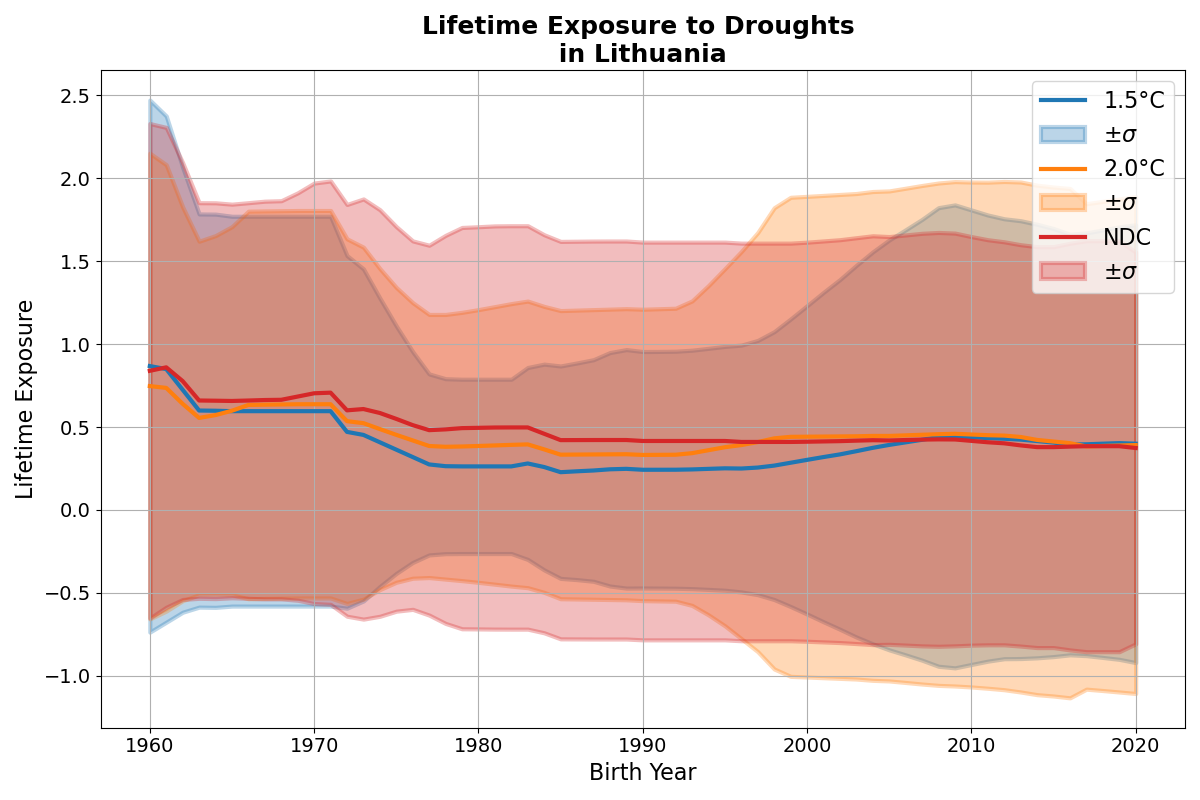 Lifetime Exposure to Droughts
in Lithuania
2.5
2.0
1.5
1.0
0.5
0.0
−0.5
−1.0
Lifetime Exposure
1.5°C
±σ
2.0°C
±σ
NDC
±σ
1960
1970
1980
1990
2000
2010
2020
Birth Year